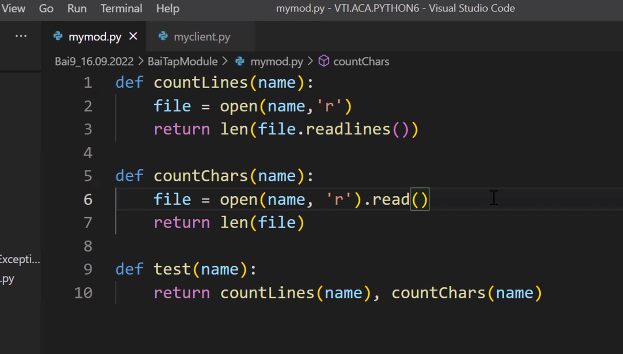 View Go Run Terminal Help mymod.py - VTI.ACA.PYTHON6 - Visual Studio Code
... mymod.py × myclient.py
Bai9_16.09.2022 > BaiTapModule > mymod.py > countChars
1 def countLines(name):
2     file = open(name,'r')
3     return len(file.readlines())
4
5 def countChars(name):
6     file = open(name, 'r').read()
7     return len(file)
8
Excepti...
9 def test(name):
.py
10     return countLines(name), countChars(name)